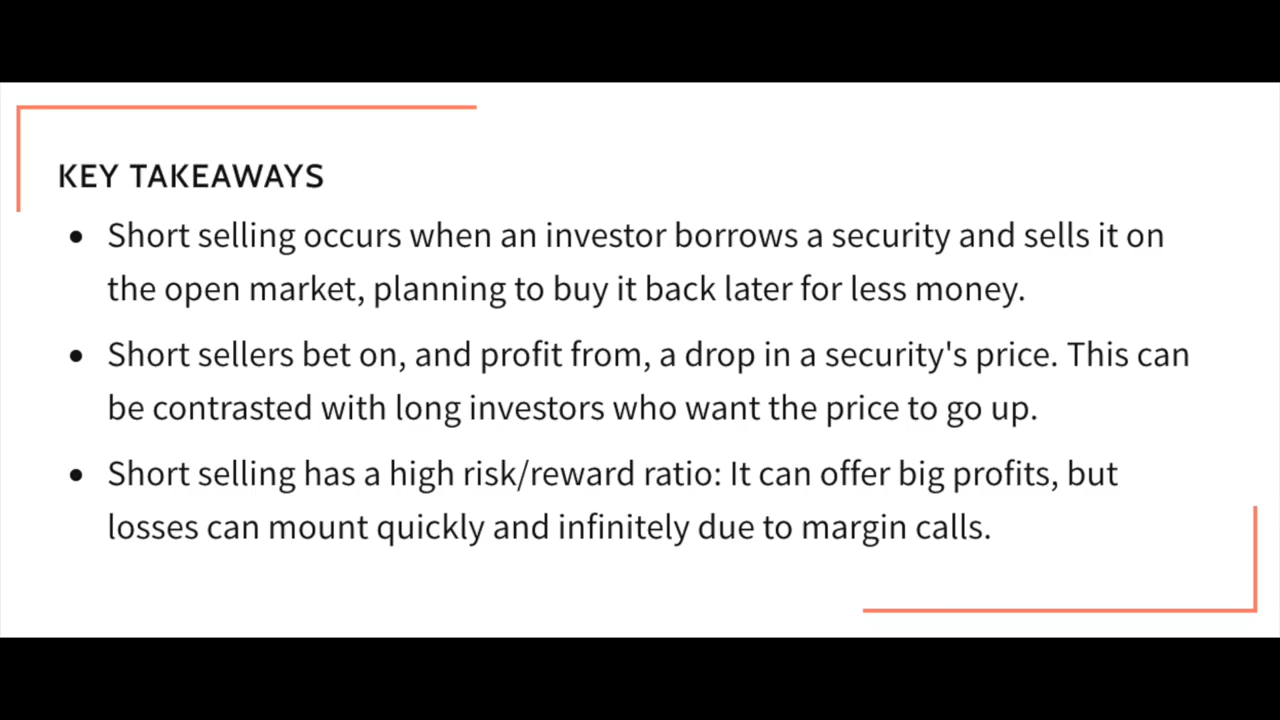 KEY TAKEAWAYS
• Short selling occurs when an investor borrows a security and sells it on
the open market, planning to buy it back later for less money.
• Short sellers bet on, and profit from, a drop in a security's price. This can
be contrasted with long investors who want the price to go up.
• Short selling has a high risk/reward ratio: It can offer big profits, but
losses can mount quickly and infinitely due to margin calls.